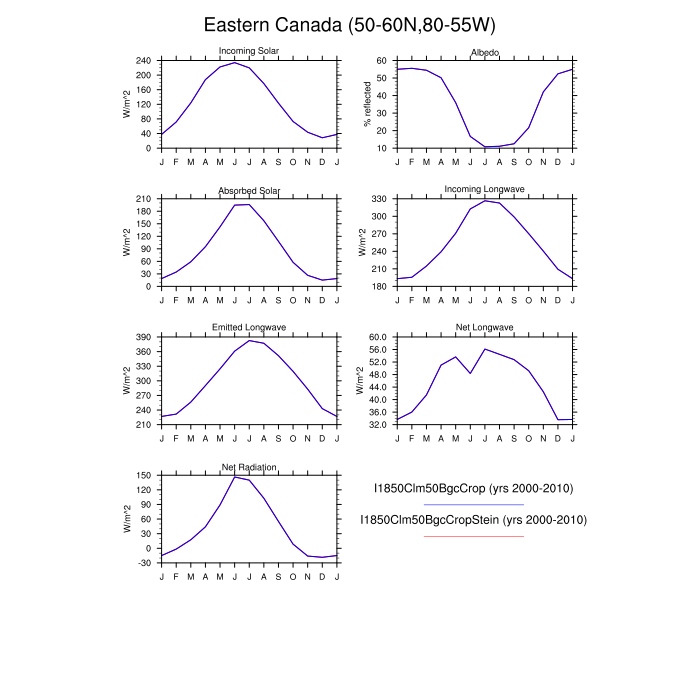 Eastern Canada (50-60N,80-55W)
Incoming Solar
W/m^2
240
200
160
120
80
40
0
J F M A M J J A S O N D J
Albedo
% reflected
60
50
40
30
20
10
J F M A M J J A S O N D J
Absorbed Solar
W/m^2
210
180
150
120
90
60
30
0
J F M A M J J A S O N D J
Incoming Longwave
W/m^2
330
300
270
240
210
180
J F M A M J J A S O N D J
Emitted Longwave
W/m^2
390
360
330
300
270
240
210
J F M A M J J A S O N D J
Net Longwave
W/m^2
60.0
56.0
52.0
48.0
44.0
40.0
36.0
32.0
J F M A M J J A S O N D J
Net Radiation
W/m^2
150
120
90
60
30
0
-30
J F M A M J J A S O N D J
I1850Clm50BgcCrop (yrs 2000-2010)
I1850Clm50BgcCropStein (yrs 2000-2010)